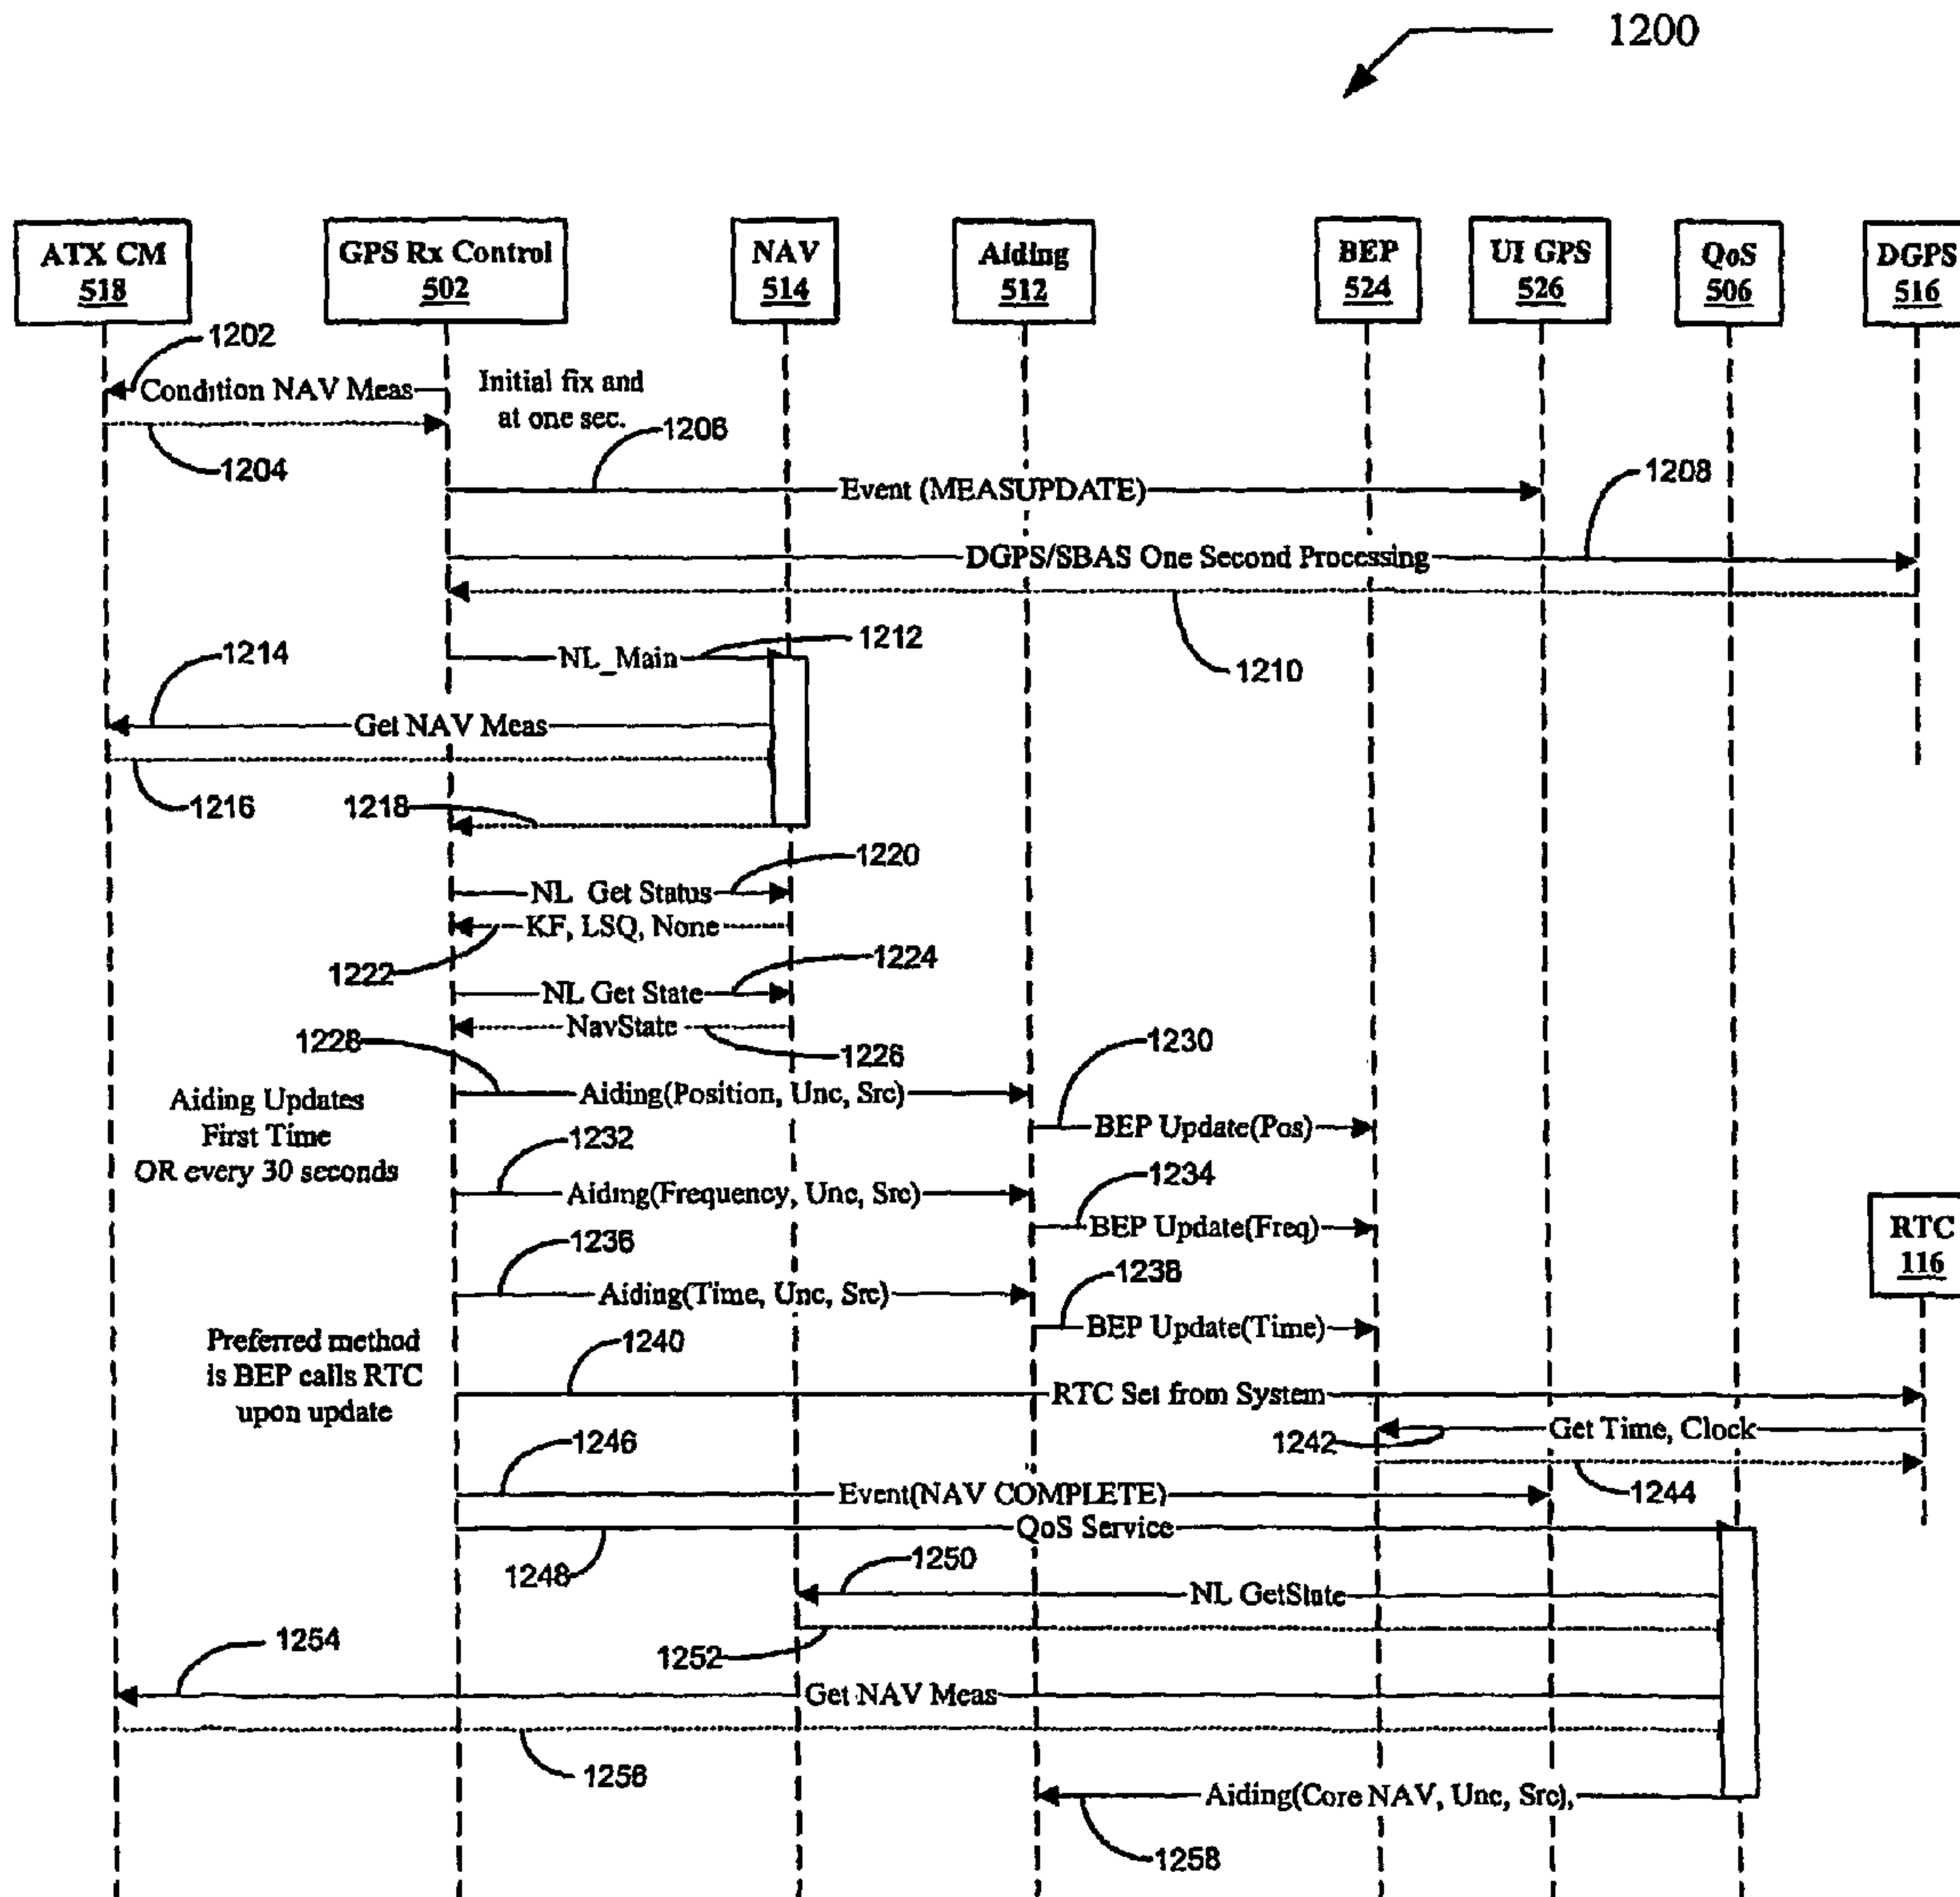 1200
ATX CM
518
GPS Rx Control
502
NAV
514
Aiding
512
BEP
524
UI GPS
526
QoS
506
DGPS
516
1202
Condition NAV Meas
Initial fix and
at one sec.
1204
1206
Event (MEASUPDATE)
1208
DGPS/SBAS One Second Processing
1210
NL_Main
1212
1214
Get NAV Meas
1216
1218
1220
NL Get Status
KF, LSQ, None
1222
1224
NL Get State
NavState
1226
1228
Aiding(Position, Unc, Src)
1230
BEP Update(Pos)
Aiding Updates
First Time
OR every 30 seconds
1232
Aiding(Frequency, Unc, Src)
1234
BEP Update(Freq)
RTC
116
1236
Aiding(Time, Unc, Src)
1238
BEP Update(Time)
Preferred method
is BEP calls RTC
upon update
1240
RTC Set from System
1242
Get Time, Clock
1244
1246
Event(NAV COMPLETE)
QoS Service
1248
1250
NL GetState
1252
1254
Get NAV Meas
1256
Aiding(Core NAV, Unc, Src),
1258